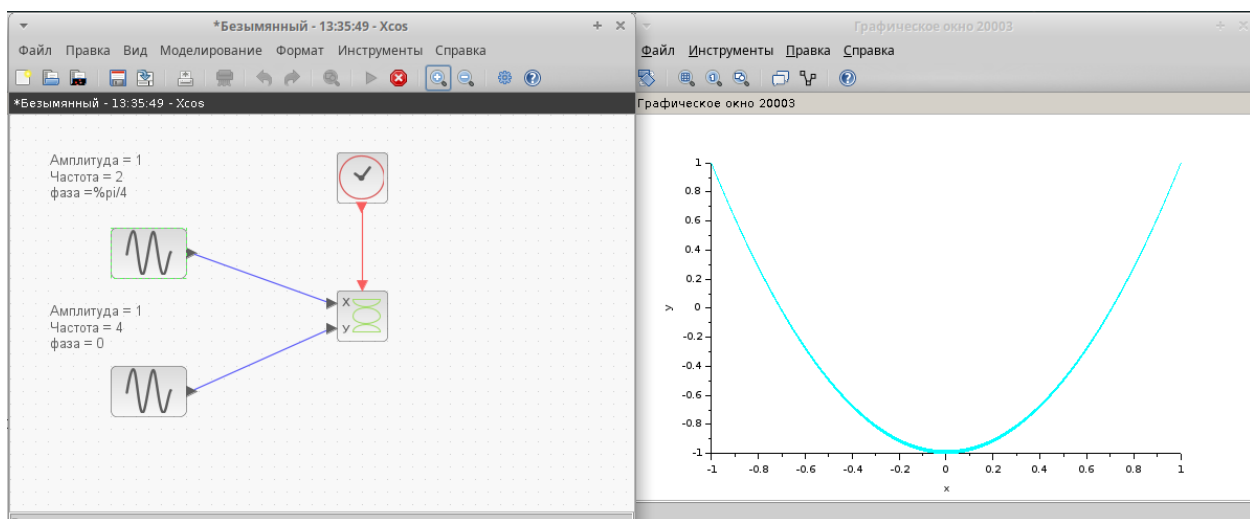 *Безымянный - 13:35:49 - Xcos
Файл Правка Вид Моделирование Формат Инструменты Справка
*Безымянный - 13:35:49 - Xcos
Амплитуда = 1
Частота = 2
фаза =%pi/4
Амплитуда = 1
Частота = 4
фаза = 0
X
y
Графическое окно 20003
Файл Инструменты Правка Справка
Графическое окно 20003
1
0.8
0.6
0.4
0.2
0
-0.2
-0.4
-0.6
-0.8
-1
y
-1 -0.8 -0.6 -0.4 -0.2 0 0.2 0.4 0.6 0.8 1
x